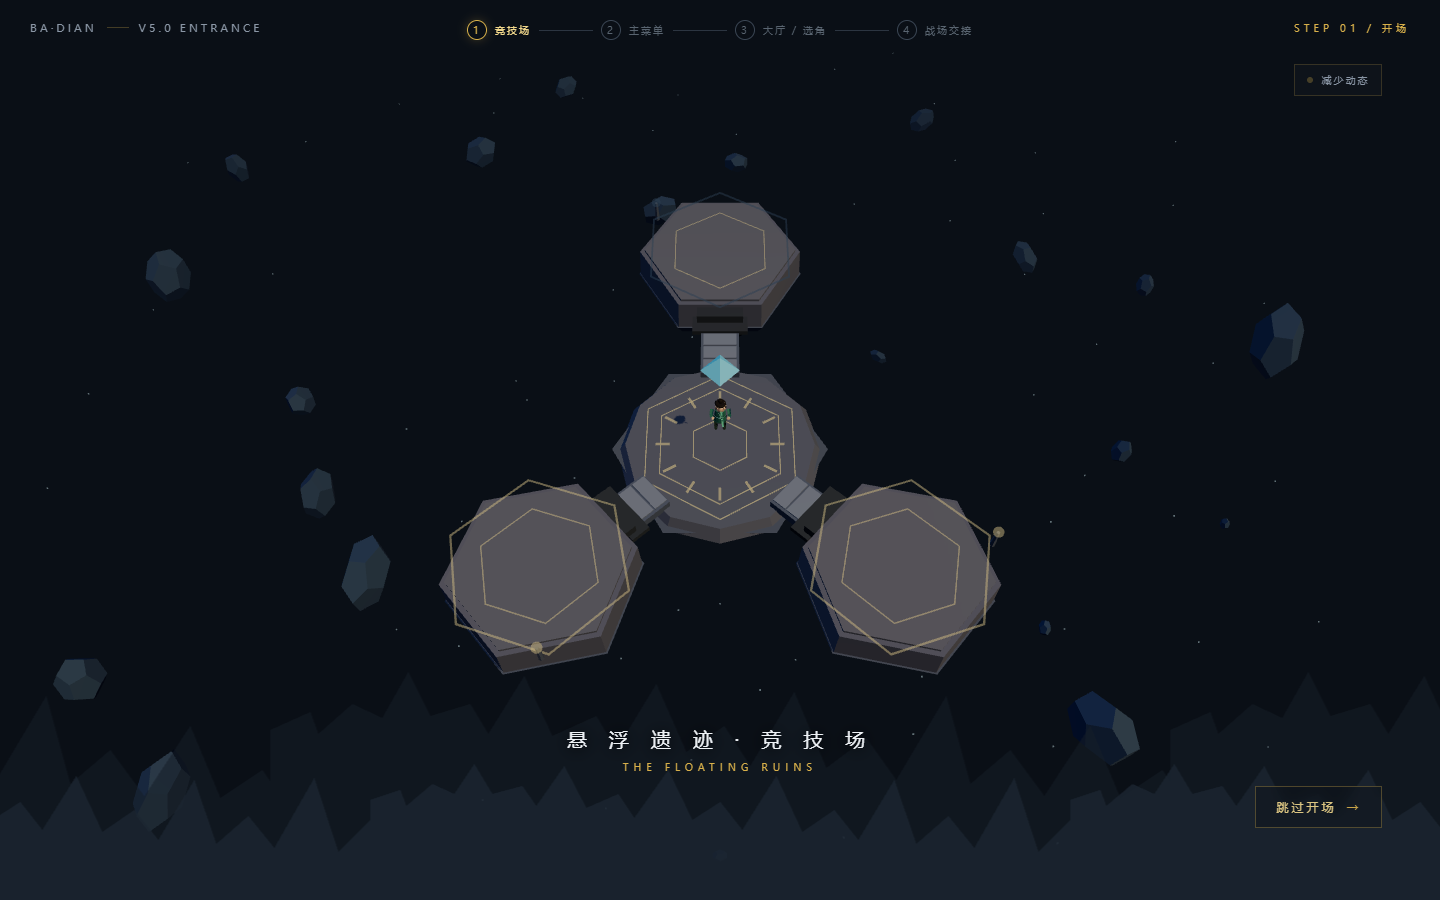 BA·DIAN — V5.0 ENTRANCE
1 竞技场 2 主菜单 3 大厅 / 选角 4 战场交接
STEP 01 / 开场
减少动态
悬浮遗迹·竞技场
THE FLOATING RUINS
跳过开场 →